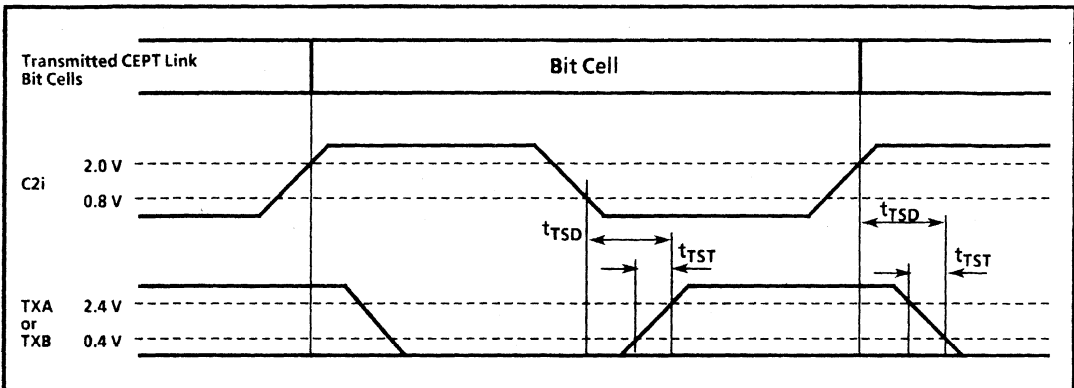 Transmitted CEPT Link
Bit Cells
Bit Cell
C2i
2.0 V
0.8 V
tTSD
tTST
tTSD
tTST
TXA
or
TXB
2.4 V
0.4 V